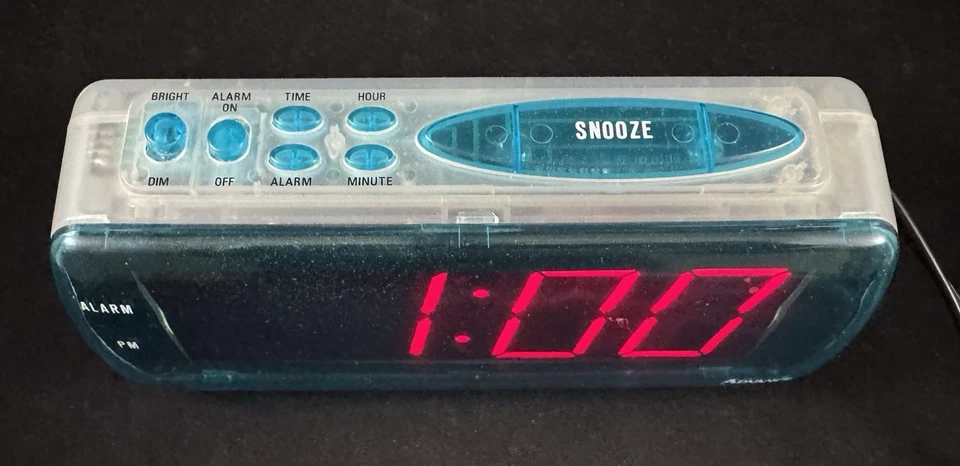 BRIGHT ALARM ON TIME HOUR
SNOOZE
DIM OFF ALARM MINUTE
ALARM
1:00
PM